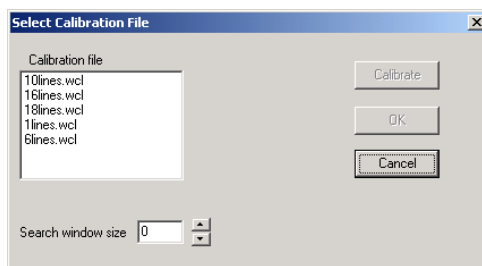 Select Calibration File
Calibration file
10lines.wcl
16lines.wcl
18lines.wcl
1lines.wcl
6lines.wcl
Calibrate
OK
Cancel
Search window size 0